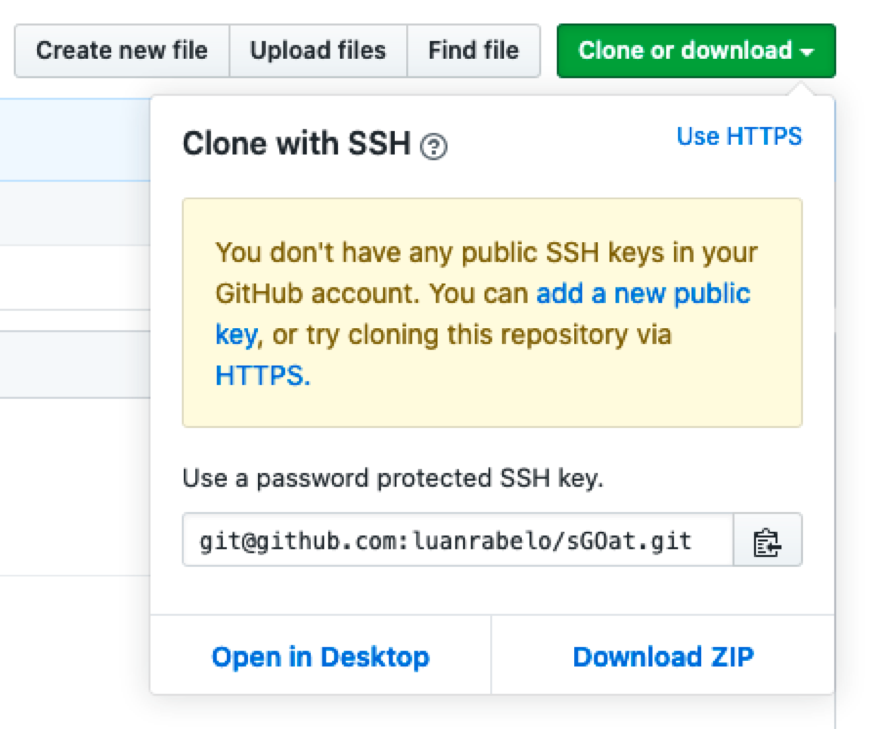 Create new file Upload files Find file Clone or download
Clone with SSH ?
Use HTTPS
You don't have any public SSH keys in your
GitHub account. You can add a new public
key, or try cloning this repository via
HTTPS.
Use a password protected SSH key.
git@github.com:luanrabelo/sGOat.git
Open in Desktop Download ZIP